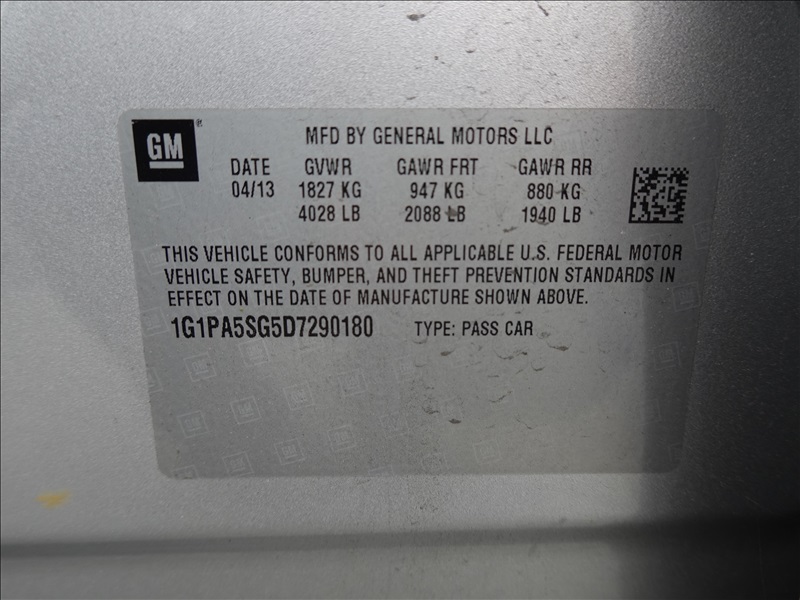 GM
MFD BY GENERAL MOTORS LLC
DATE GVWR GAWR FRT GAWR RR
04/13 1827 KG 947 KG 880 KG
4028 LB 2088 LB 1940 LB
THIS VEHICLE CONFORMS TO ALL APPLICABLE U.S. FEDERAL MOTOR
VEHICLE SAFETY, BUMPER, AND THEFT PREVENTION STANDARDS IN
EFFECT ON THE DATE OF MANUFACTURE SHOWN ABOVE.
1G1PA5SG5D7290180 TYPE: PASS CAR